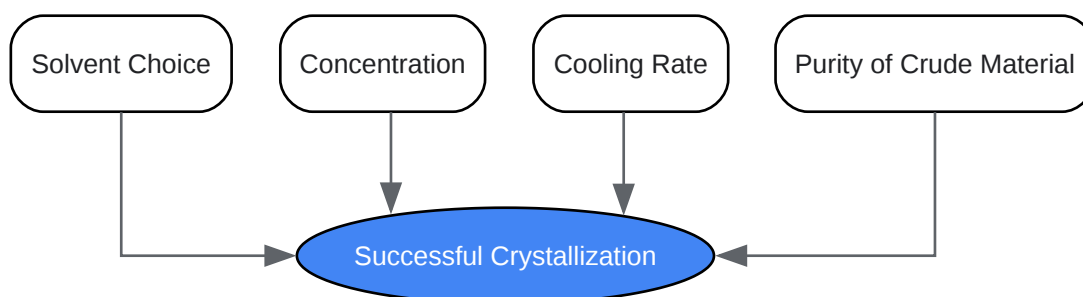 Solvent Choice
Concentration
Cooling Rate
Purity of Crude Material
Successful Crystallization